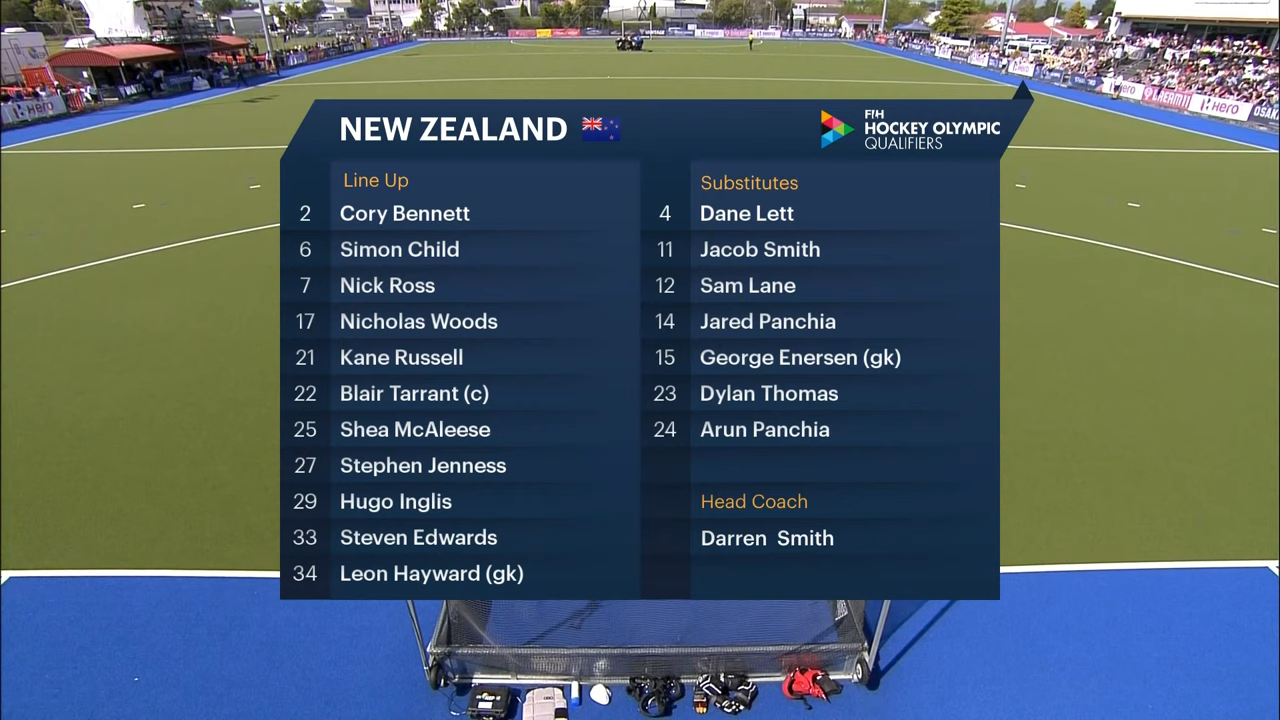 NEW ZEALAND
FIH
HOCKEY OLYMPIC
QUALIFIERS
Line Up
2 Cory Bennett
6 Simon Child
7 Nick Ross
17 Nicholas Woods
21 Kane Russell
22 Blair Tarrant (c)
25 Shea McAleese
27 Stephen Jenness
29 Hugo Inglis
33 Steven Edwards
34 Leon Hayward (gk)
Substitutes
4 Dane Lett
11 Jacob Smith
12 Sam Lane
14 Jared Panchia
15 George Enersen (gk)
23 Dylan Thomas
24 Arun Panchia
Head Coach
Darren Smith
Hero
Hero
Hero